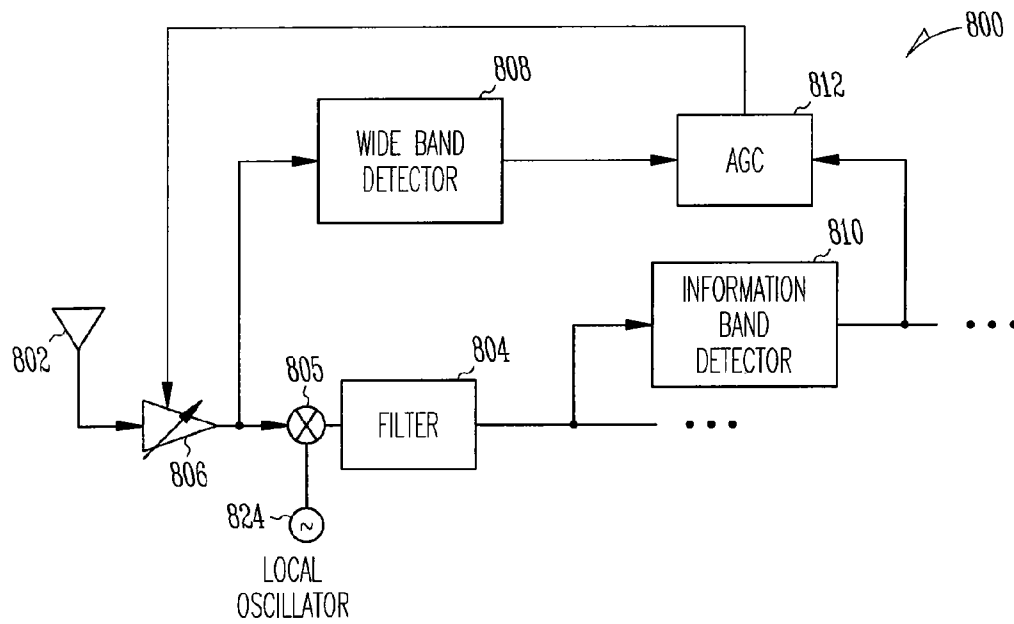 800
808
812
WIDE BAND
DETECTOR
AGC
810
INFORMATION
BAND
DETECTOR
802
805
804
FILTER
806
824
~
LOCAL
OSCILLATOR